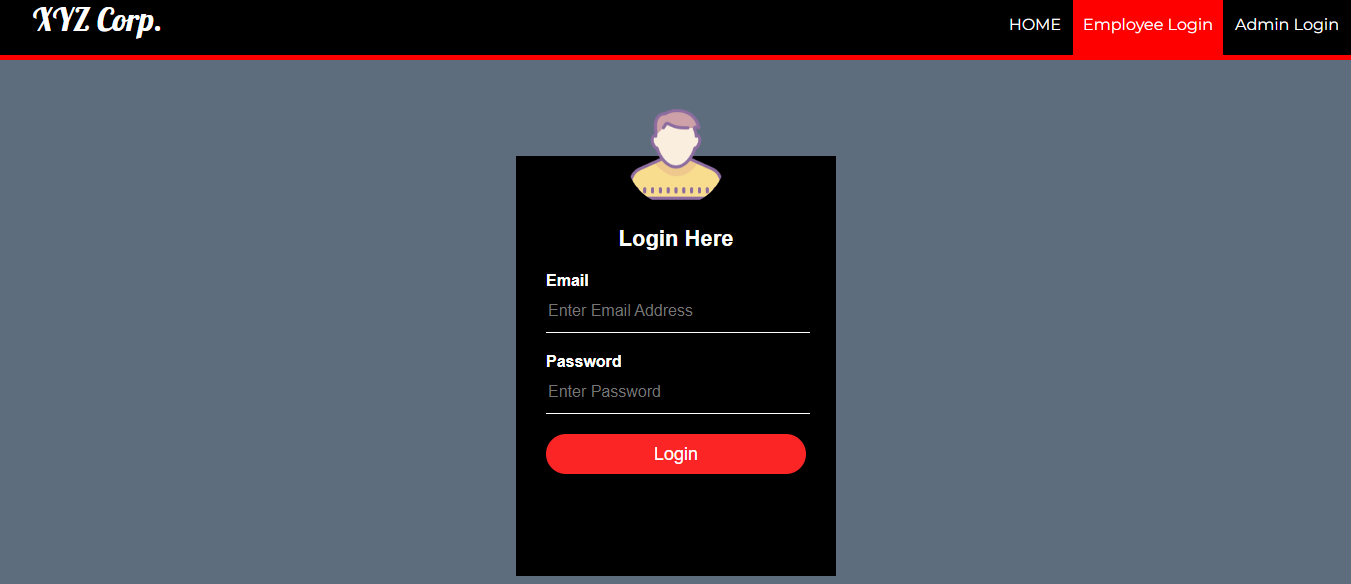 XYZ Corp.
HOME Employee Login Admin Login
Login Here
Email
Enter Email Address
Password
Enter Password
Login